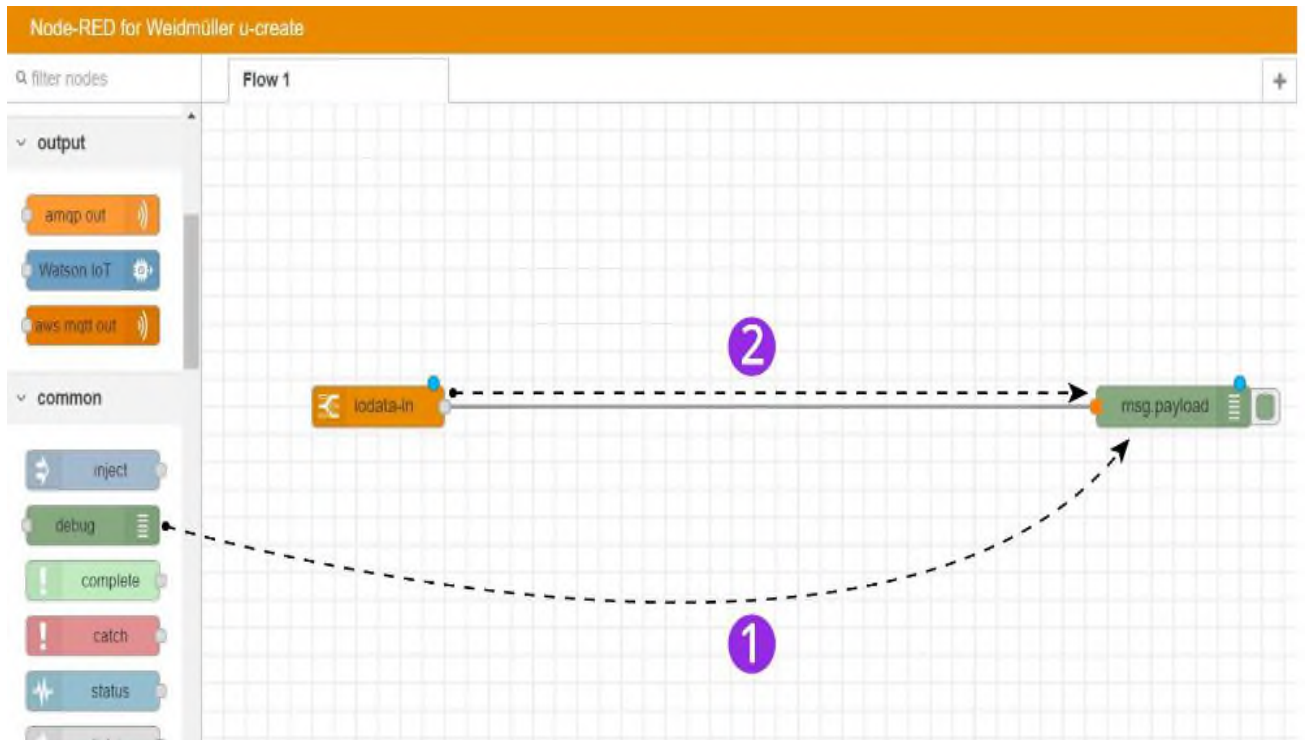 Node-RED for Weidmüller u-create
filter nodes
Flow 1
+
output
amqp out
Watson IoT
aws mqtt out
common
inject
debug
complete
catch
status
2
iodata-in
msg.payload
1